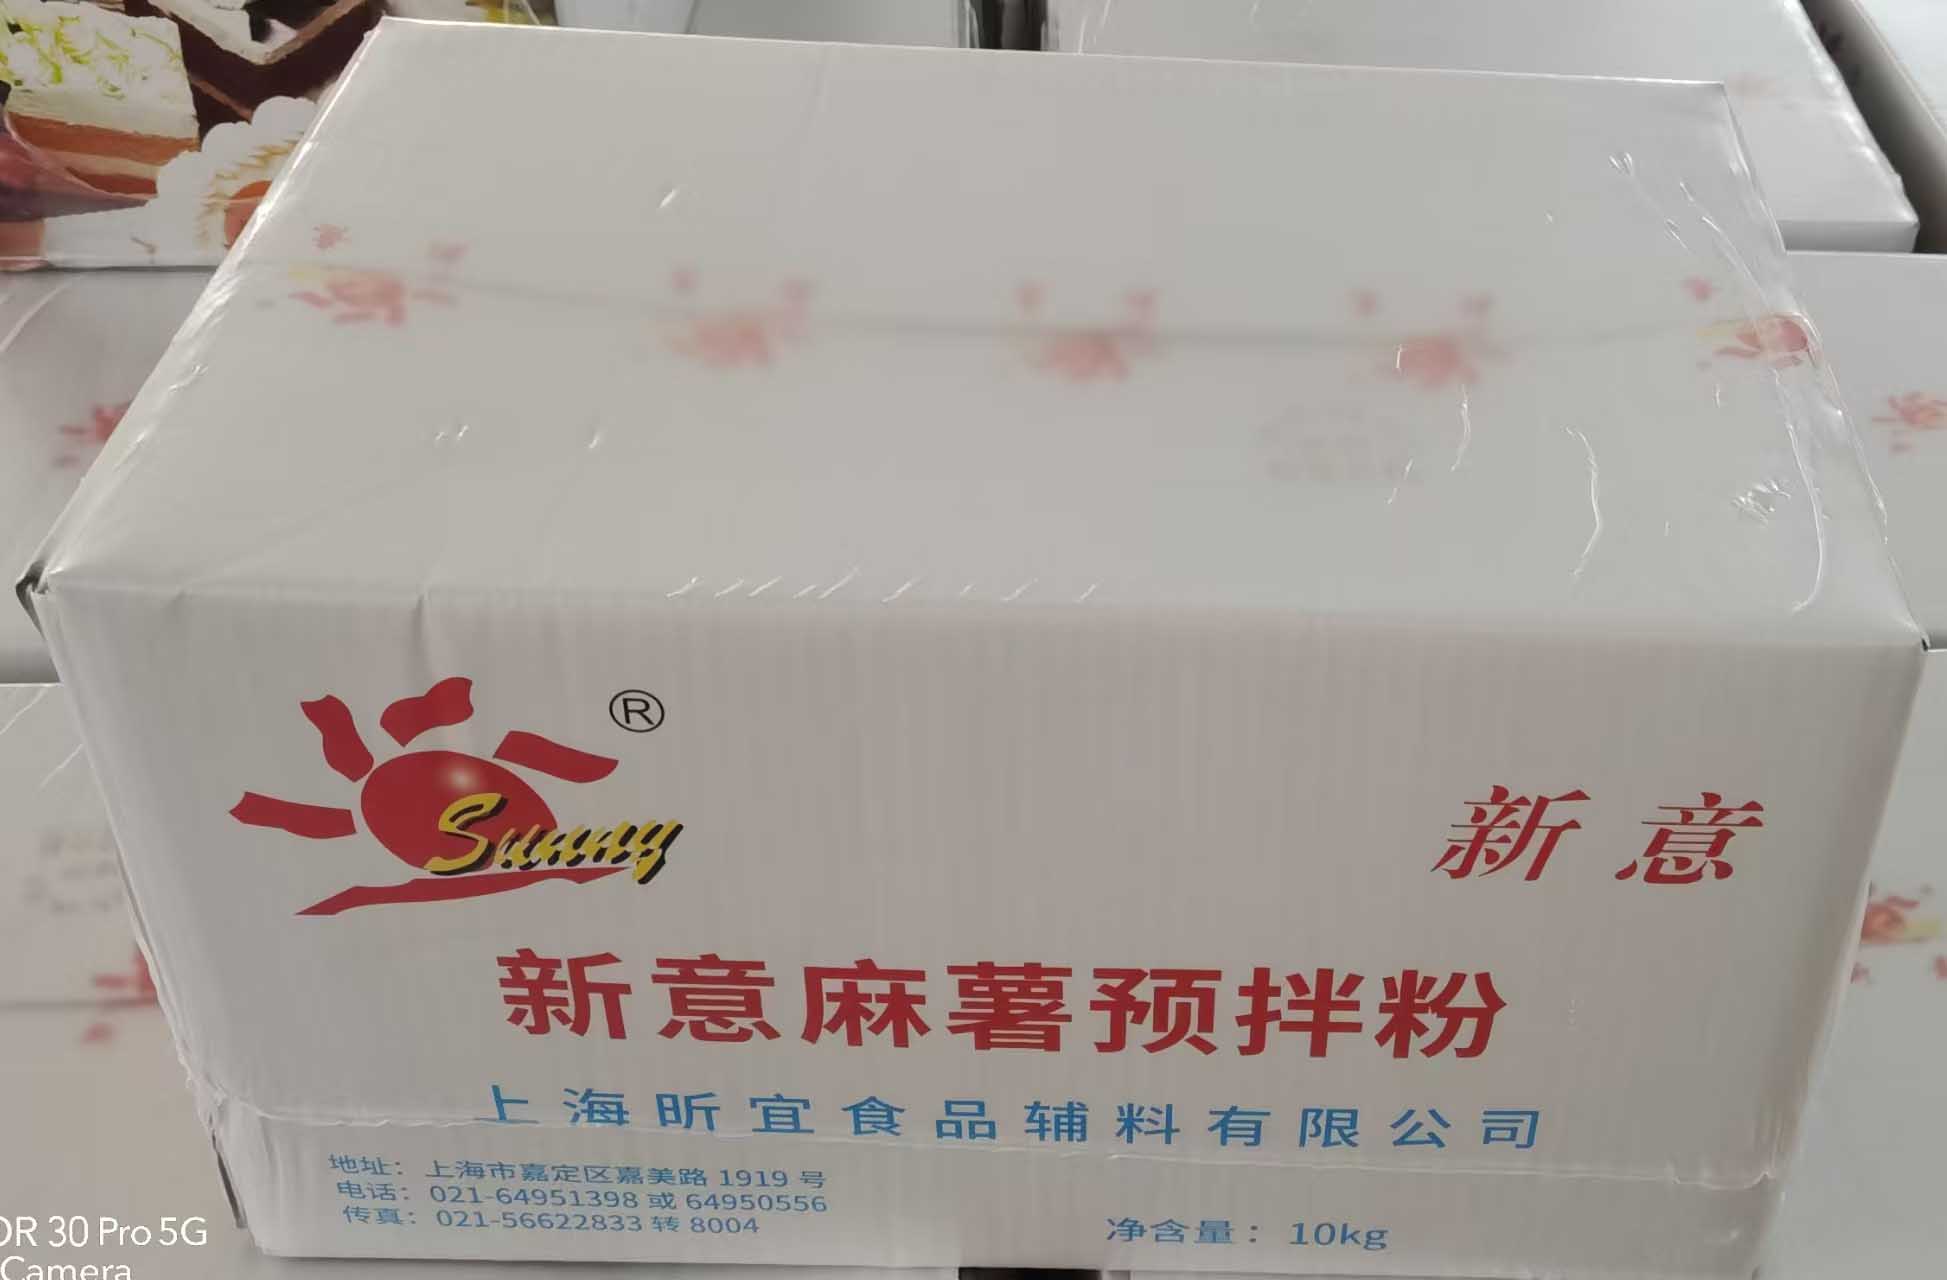 ®
Sunny
新意
新意麻薯预拌粉
上海昕宜食品辅料有限公司
地址：上海市嘉定区嘉美路 1919 号
电话：021-64951398 或 64950556
传真：021-56622833 转 8004
净含量：10kg
OR 30 Pro 5G
Camera